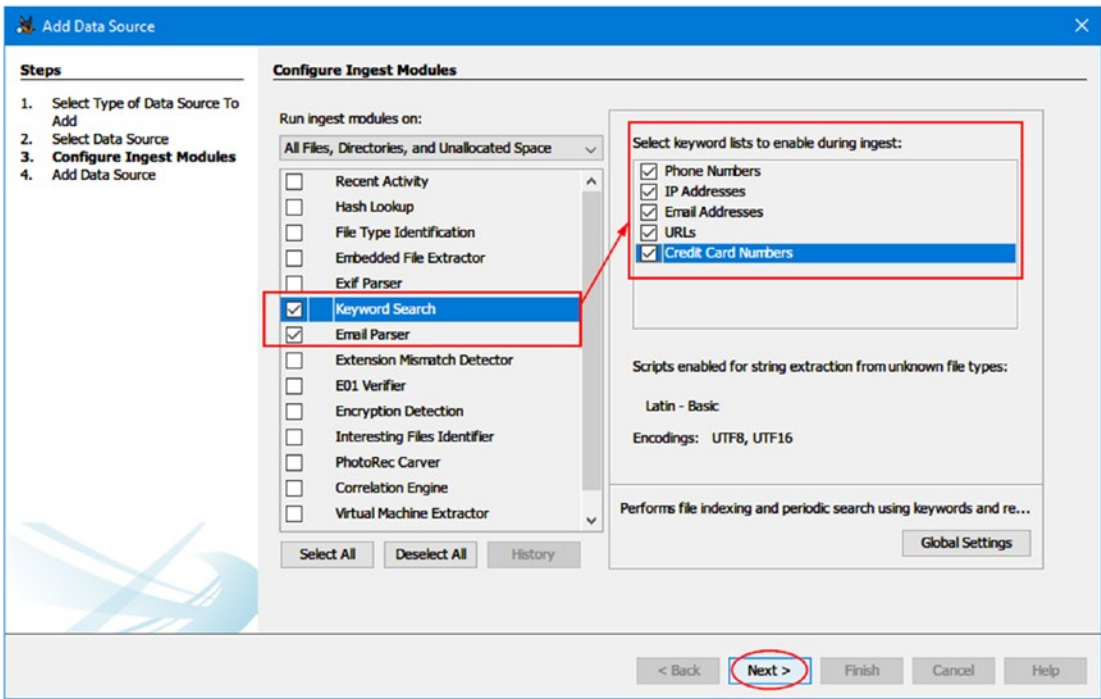 Add Data Source
Steps
1. Select Type of Data Source To
Add
2. Select Data Source
3. Configure Ingest Modules
4. Add Data Source
Configure Ingest Modules
Run ingest modules on:
All Files, Directories, and Unallocated Space
Recent Activity
Hash Lookup
File Type Identification
Embedded File Extractor
Exif Parser
Keyword Search
Email Parser
Extension Mismatch Detector
E01 Verifier
Encryption Detection
Interesting Files Identifier
PhotoRec Carver
Correlation Engine
Virtual Machine Extractor
Select All Deselect All History
Select keyword lists to enable during ingest:
Phone Numbers
IP Addresses
Email Addresses
URLs
Credit Card Numbers
Scripts enabled for string extraction from unknown file types:
Latin - Basic
Encodings: UTF8, UTF16
Performs file indexing and periodic search using keywords and re...
Global Settings
< Back Next > Finish Cancel Help